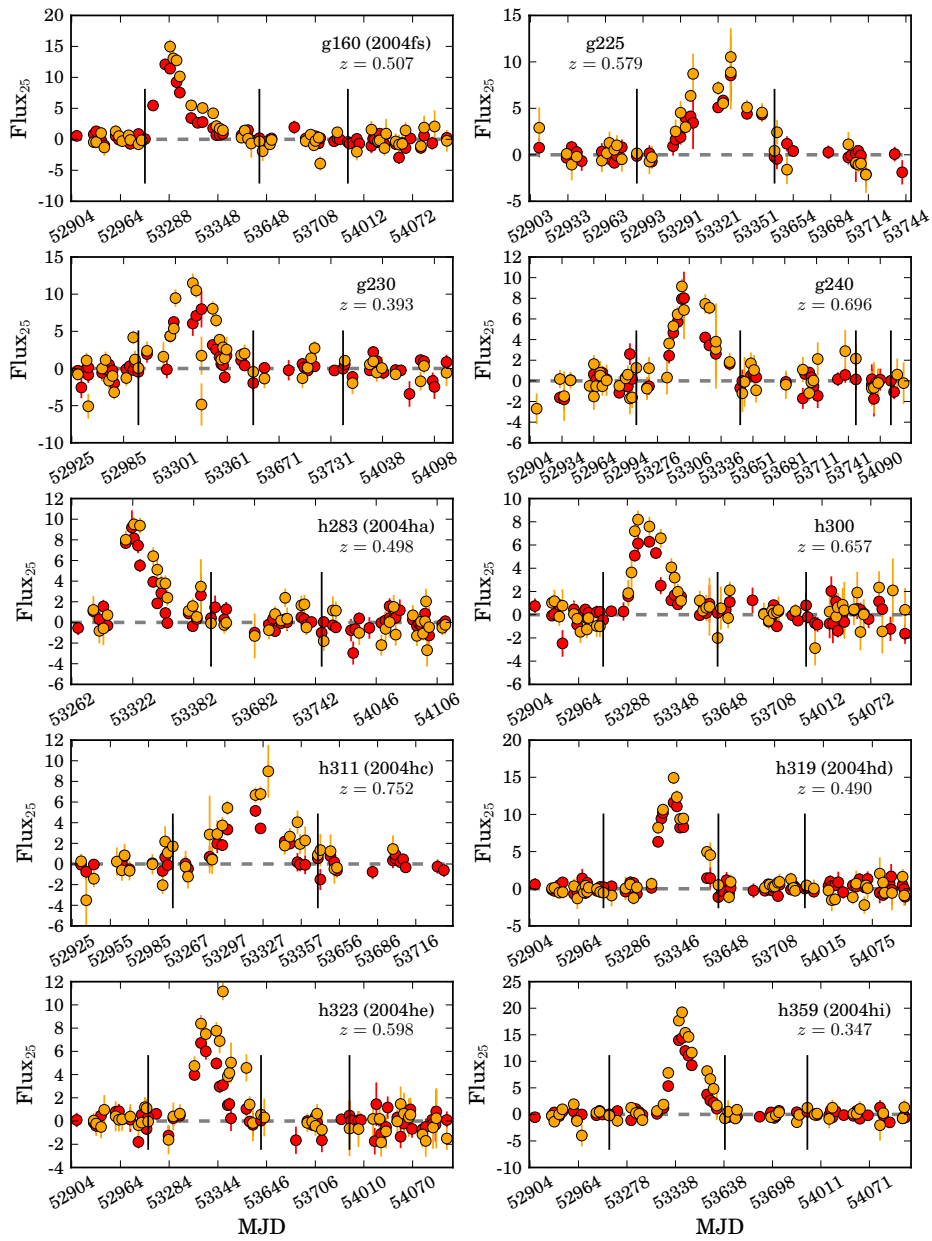 g160 (2004fs)
z = 0.507
Flux25
20
15
10
5
0
-5
-10
52904 52964 53288 53348 53648 53708 54012 54072
g225
z = 0.579
Flux25
15
10
5
0
-5
52903 52933 52963 52993 53291 53321 53351 53654 53684 53714 53744
g230
z = 0.393
Flux25
15
10
5
0
-5
-10
52925 52985 53301 53361 53671 53731 54038 54098
g240
z = 0.696
Flux25
12
10
8
6
4
2
0
-2
-4
-6
52904 52934 52964 52994 53276 53306 53336 53651 53681 53711 53741 54090
h283 (2004ha)
z = 0.498
Flux25
12
10
8
6
4
2
0
-2
-4
-6
53262 53322 53382 53682 53742 54046 54106
h300
z = 0.657
Flux25
10
8
6
4
2
0
-2
-4
-6
52904 52964 53288 53348 53648 53708 54012 54072
h311 (2004hc)
z = 0.752
Flux25
12
10
8
6
4
2
0
-2
-4
-6
52925 52955 52985 53267 53297 53327 53357 53656 53686 53716
h319 (2004hd)
z = 0.490
Flux25
20
15
10
5
0
-5
52904 52964 53286 53346 53648 53708 54015 54075
h323 (2004he)
z = 0.598
Flux25
12
10
8
6
4
2
0
-2
-4
52904 52964 53284 53344 53646 53706 54010 54070
MJD
h359 (2004hi)
z = 0.347
Flux25
25
20
15
10
5
0
-5
-10
52904 52964 53278 53338 53638 53698 54011 54071
MJD